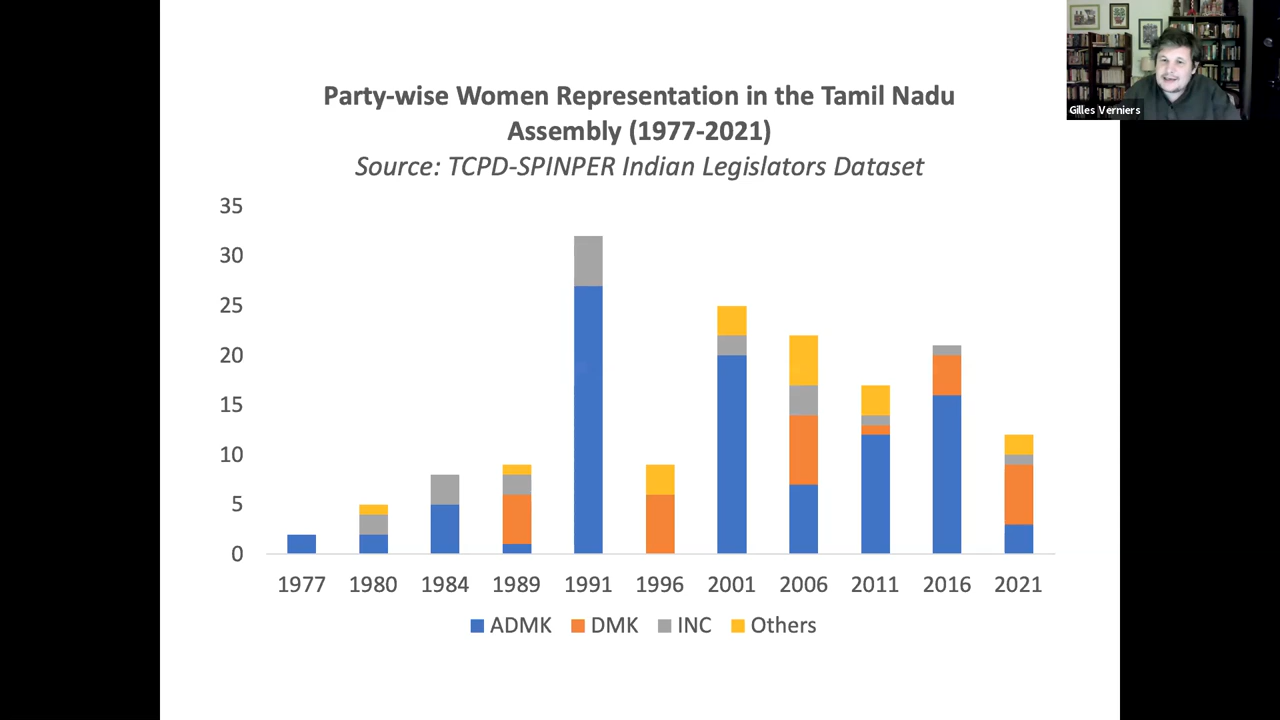 Party-wise Women Representation in the Tamil Nadu
Assembly (1977-2021)
Source: TCPD-SPINPER Indian Legislators Dataset
Gilles Verniers
35
30
25
20
15
10
5
0
1977 1980 1984 1989 1991 1996 2001 2006 2011 2016 2021
ADMK DMK INC Others